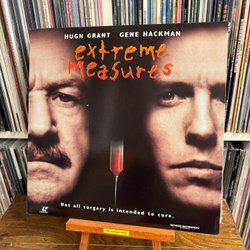 HUGH GRANT GENE HACKMAN
extreme
measures
Not all surgery is intended to cure.